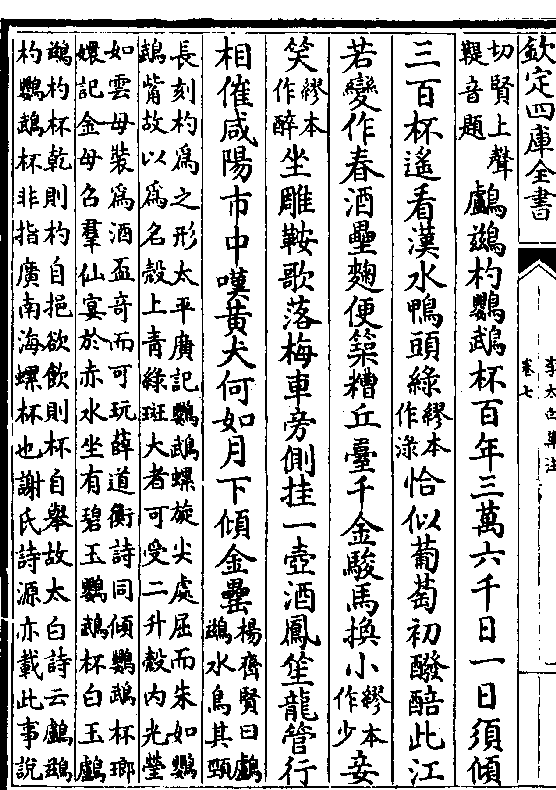 欽定四庫全書
李太白集注
卷七
切賢上聲
鞮音題
鸕鷀杓鸚鵡杯百年三萬六千日一日須傾
三百杯遙看漢水鴨頭綠繆本作淥恰似葡萄初醱醅此江
若變作春酒壘麴便築糟丘臺千金駿馬換小繆本作少妾
笑繆本作醉坐雕鞍歌落梅車旁側挂一壺酒鳳笙龍管行
相催咸陽市中嘆黃犬何如月下傾金罍楊齊賢曰鸕鷀水鳥其頸
長刻杓爲之形太平廣記鸚鵡螺旋尖處屈而朱如鸚
鵡觜故以爲名殻上青綠斑大者可受二升殻内光瑩
如雲母裝爲酒盃奇而可玩薛道衡詩同傾鸚鵡杯瑯
嬛記金母召羣仙宴於赤水坐有碧玉鸚鵡杯白玉鸕
鷀杓杯乾則杓自挹欲飲則杯自舉故太白詩云鸕鷀
杓鸚鵡杯非指廣南海螺杯也謝氏詩源亦載此事說